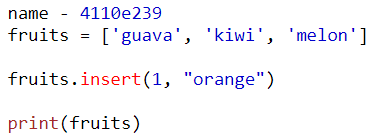 name - 4110e239
fruits = ['guava', 'kiwi', 'melon']
fruits.insert(1, "orange")
print(fruits)